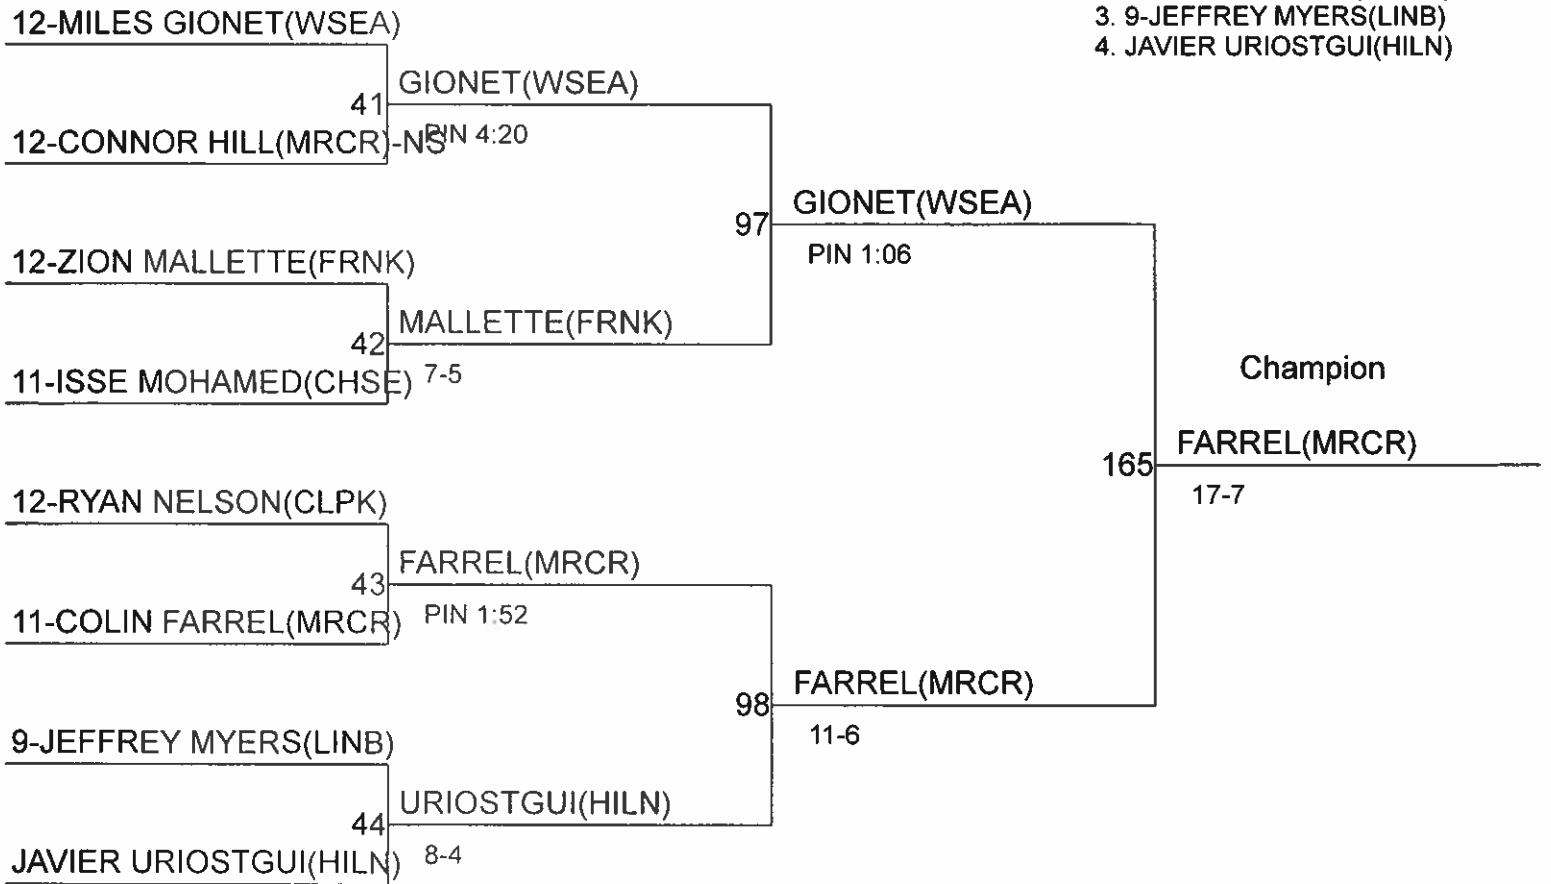 3. 9-JEFFREY MYERS(LINB)
4. JAVIER URIOSTGUI(HILN)
12-MILES GIONET(WSEA)
GIONET(WSEA)
41
PIN 4:20
12-CONNOR HILL(MRCR)-NS
GIONET(WSEA)
97
PIN 1:06
12-ZION MALLETTE(FRNK)
MALLETTE(FRNK)
42
7-5
11-ISSE MOHAMED(CHSE)
Champion
FARREL(MRCR)
165
17-7
12-RYAN NELSON(CLPK)
FARREL(MRCR)
43
PIN 1:52
11-COLIN FARREL(MRCR)
FARREL(MRCR)
98
11-6
9-JEFFREY MYERS(LINB)
URIOSTGUI(HILN)
44
8-4
JAVIER URIOSTGUI(HILN)